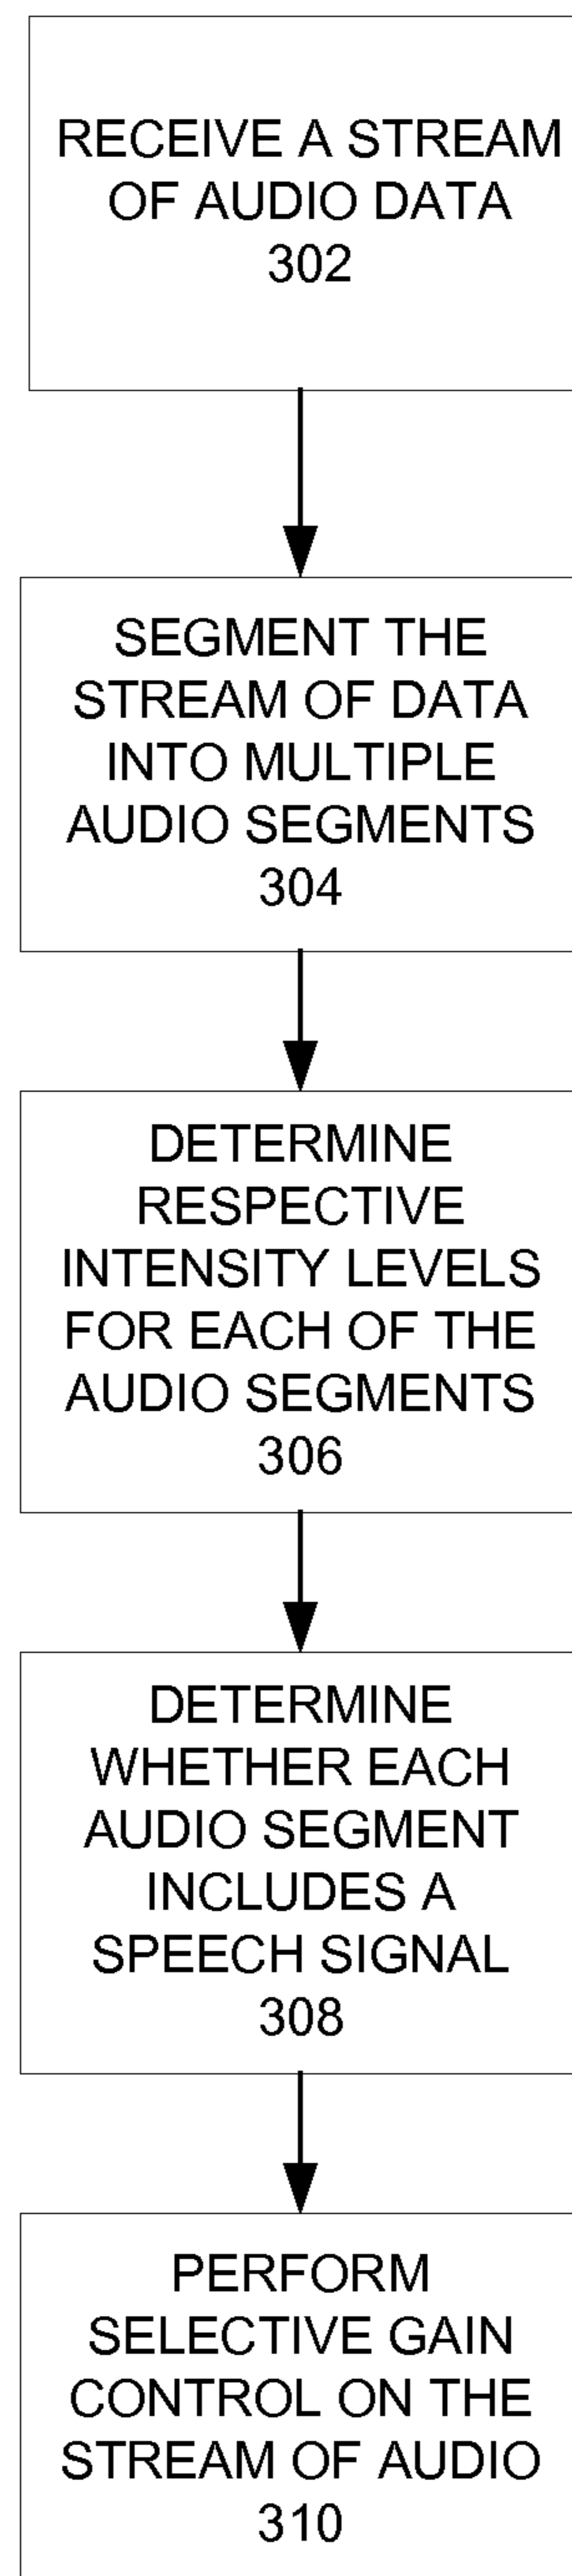 RECEIVE A STREAM
OF AUDIO DATA
302
SEGMENT THE
STREAM OF DATA
INTO MULTIPLE
AUDIO SEGMENTS
304
DETERMINE
RESPECTIVE
INTENSITY LEVELS
FOR EACH OF THE
AUDIO SEGMENTS
306
DETERMINE
WHETHER EACH
AUDIO SEGMENT
INCLUDES A
SPEECH SIGNAL
308
PERFORM
SELECTIVE GAIN
CONTROL ON THE
STREAM OF AUDIO
310